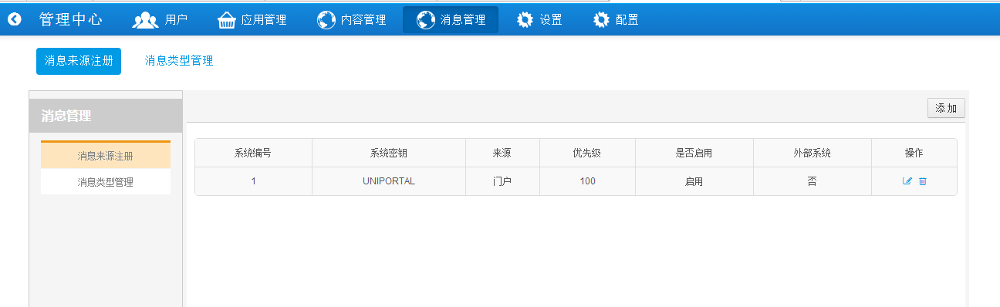 管理中心 用户 应用管理 内容管理 消息管理 设置 配置
消息来源注册 消息类型管理
消息管理
消息来源注册
消息类型管理
添加
系统编号 系统密钥 来源 优先级 是否启用 外部系统 操作
1 UNIPORTAL 门户 100 启用 否